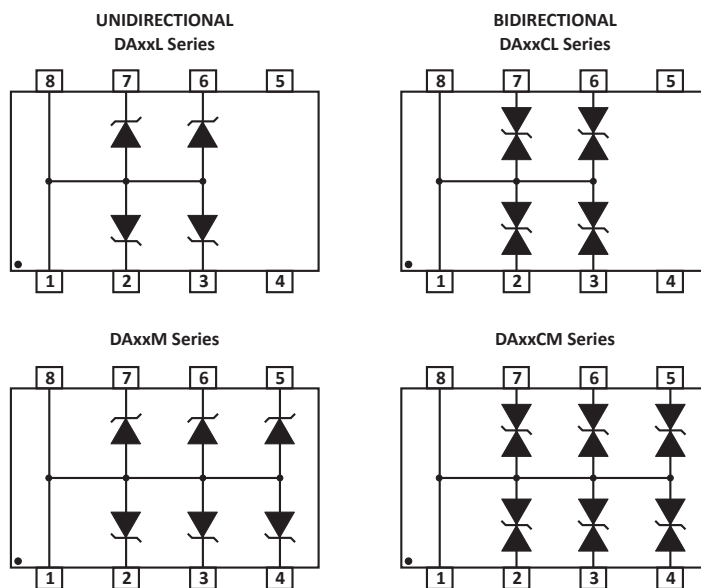 UNIDIRECTIONAL
DAxxL Series
8 7 6 5
1 2 3 4
BIDIRECTIONAL
DAxxCL Series
8 7 6 5
1 2 3 4
DAxxM Series
8 7 6 5
1 2 3 4
DAxxCM Series
8 7 6 5
1 2 3 4